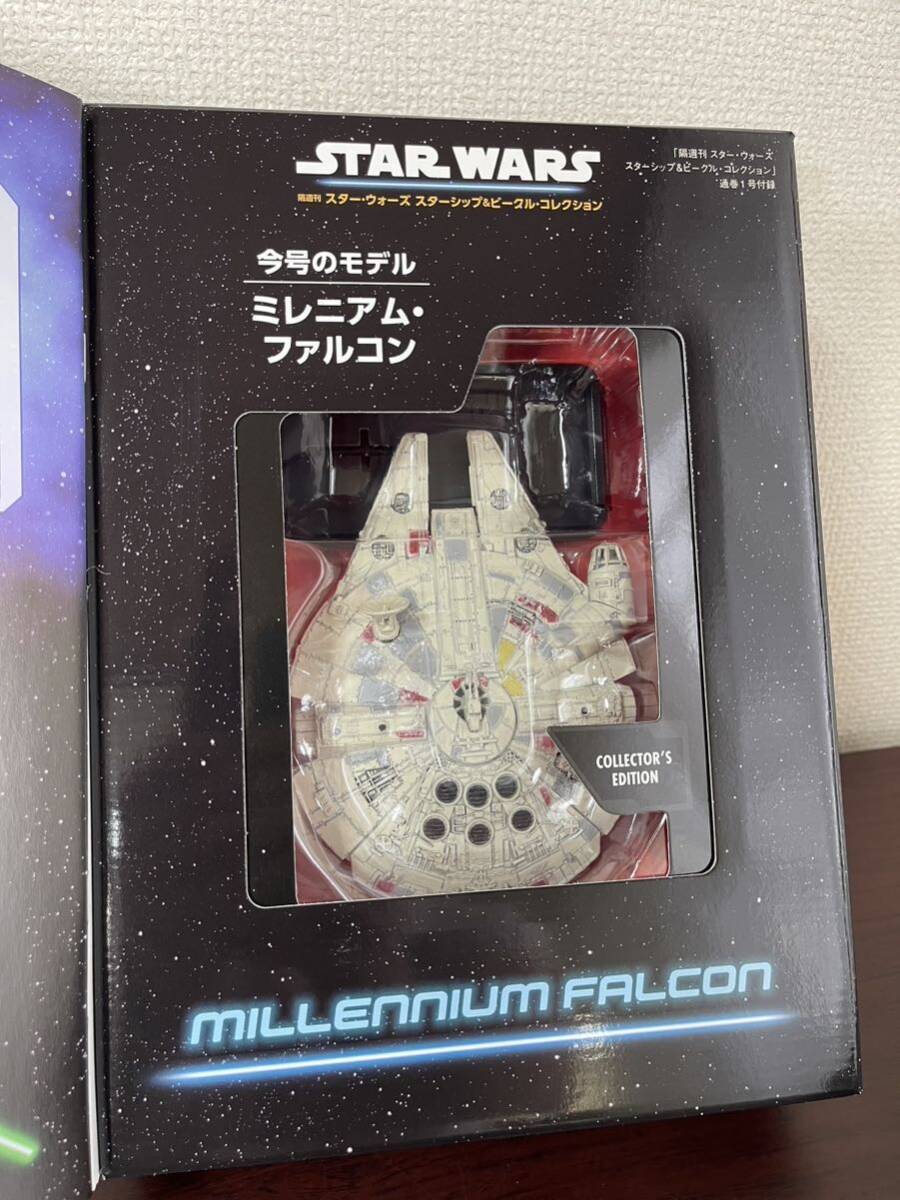 STAR WARS
隔週刊 スター・ウォーズ スターシップ&ビークル・コレクション
「隔週刊 スター・ウォーズ
スターシップ&ビークル・コレクション」
通巻1号付録
今号のモデル
ミレニアム・
ファルコン
COLLECTOR'S
EDITION
MILLENNIUM FALCON